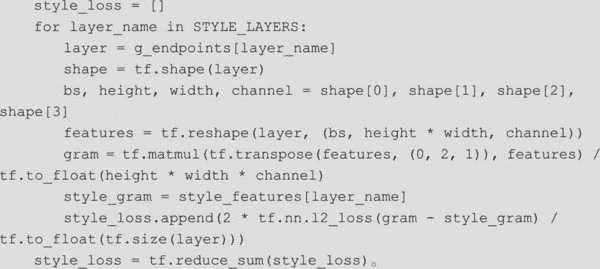 style_loss = []
for layer_name in STYLE_LAYERS:
layer = g_endpoints[layer_name]
shape = tf.shape(layer)
bs, height, width, channel = shape[0], shape[1], shape[2],
shape[3]
features = tf.reshape(layer, (bs, height * width, channel))
gram = tf.matmul(tf.transpose(features, (0, 2, 1)), features) /
tf.to_float(height * width * channel)
style_gram = style_features[layer_name]
style_loss.append(2 * tf.nn.l2_loss(gram - style_gram) /
tf.to_float(tf.size(layer)))
style_loss = tf.reduce_sum(style_loss)。